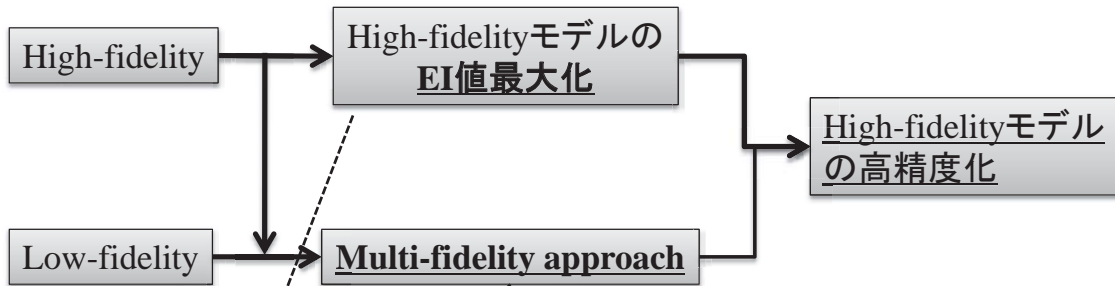 High-fidelity
High-fidelityモデルの
EI値最大化
High-fidelityモデル
の高精度化
Low-fidelity
Multi-fidelity approach